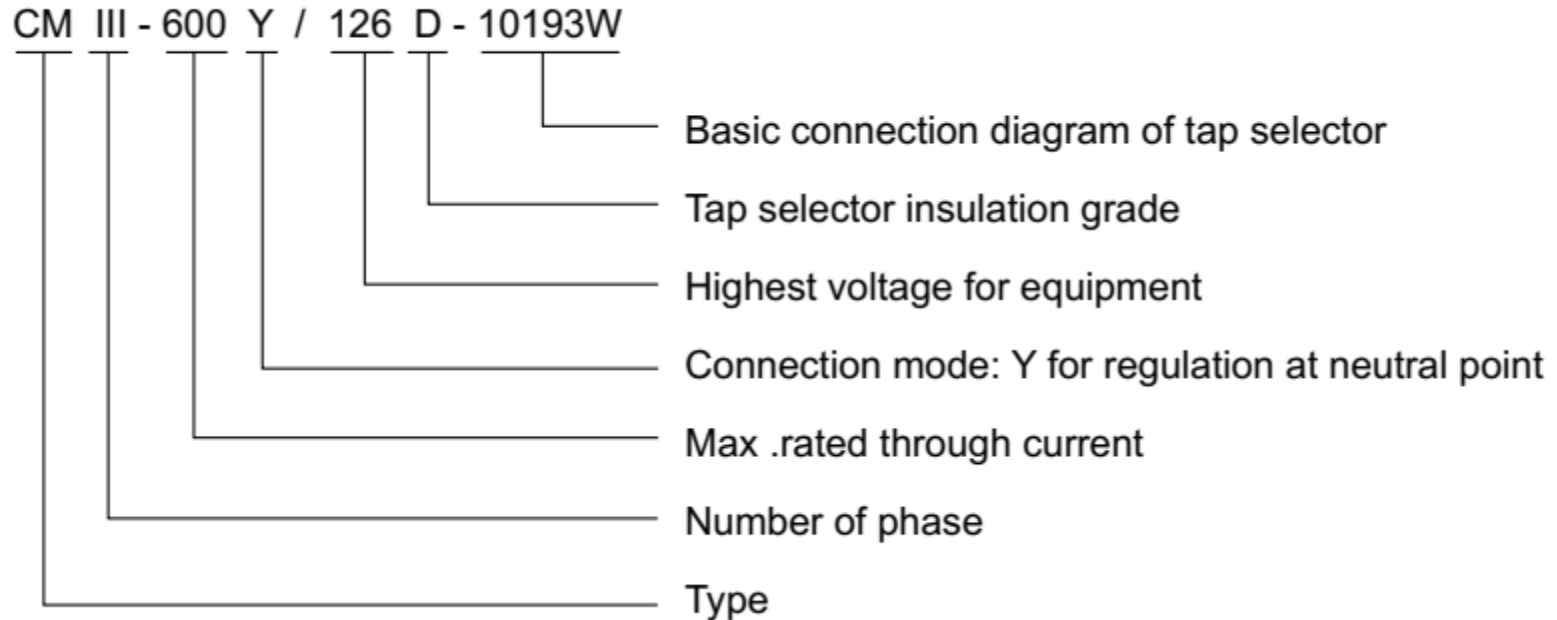 CM III - 600 Y / 126 D - 10193W
Basic connection diagram of tap selector
Tap selector insulation grade
Highest voltage for equipment
Connection mode: Y for regulation at neutral point
Max .rated through current
Number of phase
Type